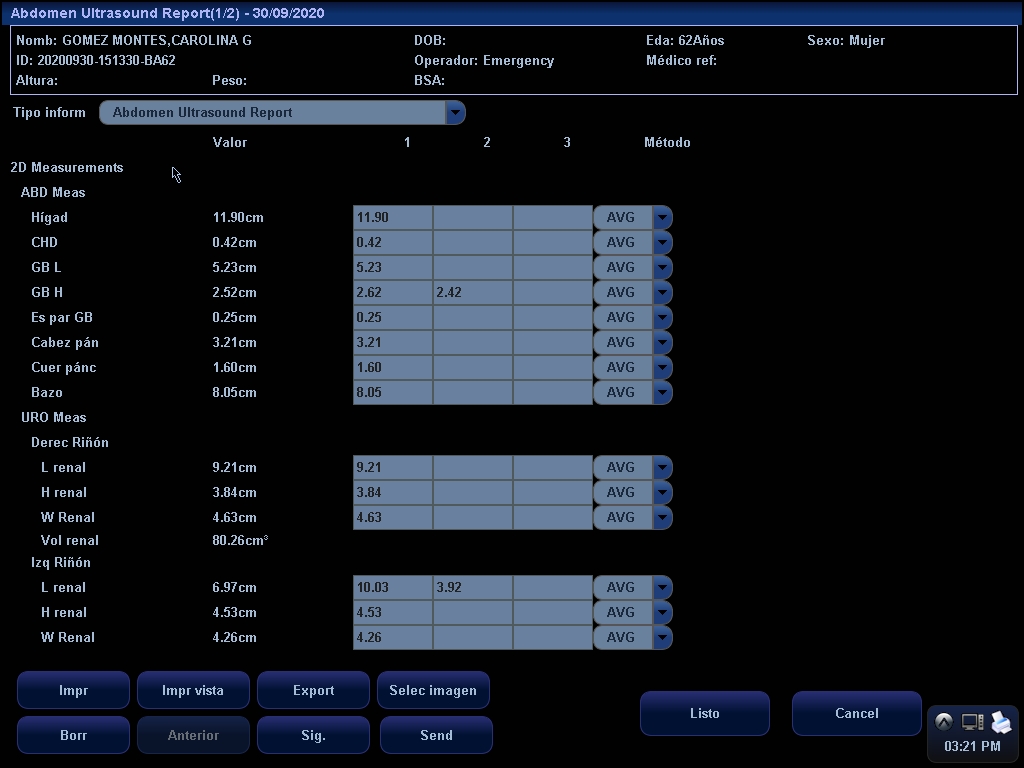 Abdomen Ultrasound Report(1/2) - 30/09/2020
Nomb: GOMEZ MONTES,CAROLINA G DOB: Eda: 62Años Sexo: Mujer
ID: 20200930-151330-BA62 Operador: Emergency Médico ref:
Altura: Peso: BSA:
Tipo inform Abdomen Ultrasound Report
Valor 1 2 3 Método
2D Measurements
ABD Meas
Hígad 11.90cm 11.90 AVG
CHD 0.42cm 0.42 AVG
GB L 5.23cm 5.23 AVG
GB H 2.52cm 2.62 2.42 AVG
Es par GB 0.25cm 0.25 AVG
Cabez pán 3.21cm 3.21 AVG
Cuer pánc 1.60cm 1.60 AVG
Bazo 8.05cm 8.05 AVG
URO Meas
Derec Riñón
L renal 9.21cm 9.21 AVG
H renal 3.84cm 3.84 AVG
W Renal 4.63cm 4.63 AVG
Vol renal 80.26cm³
Izq Riñón
L renal 6.97cm 10.03 3.92 AVG
H renal 4.53cm 4.53 AVG
W Renal 4.26cm 4.26 AVG
Impr Impr vista Export Selec imagen
Listo Cancel
Borr Anterior Sig. Send
03:21 PM